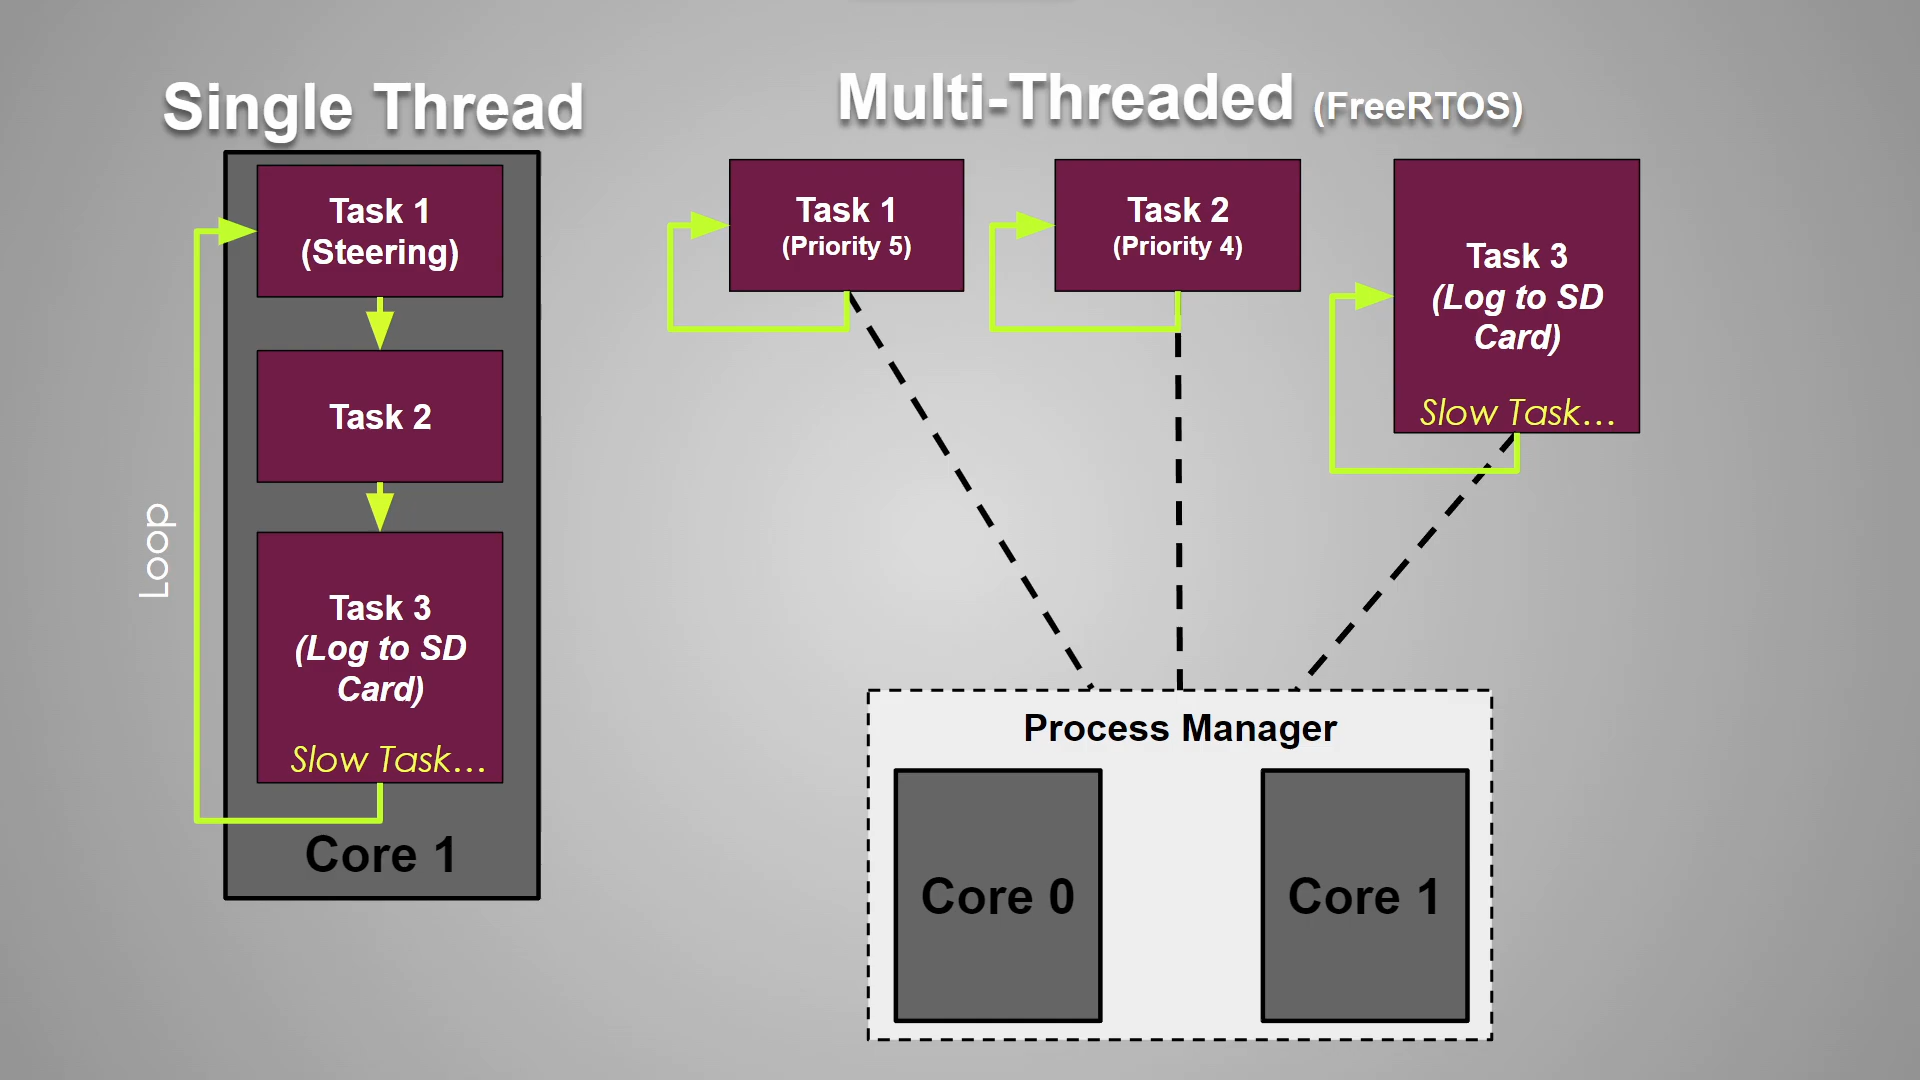 Single Thread
Task 1
(Steering)
Task 2
Task 3
(Log to SD
Card)
Slow Task...
Core 1
Loop
Multi-Threaded (FreeRTOS)
Task 1
(Priority 5)
Task 2
(Priority 4)
Task 3
(Log to SD
Card)
Slow Task...
Process Manager
Core 0
Core 1